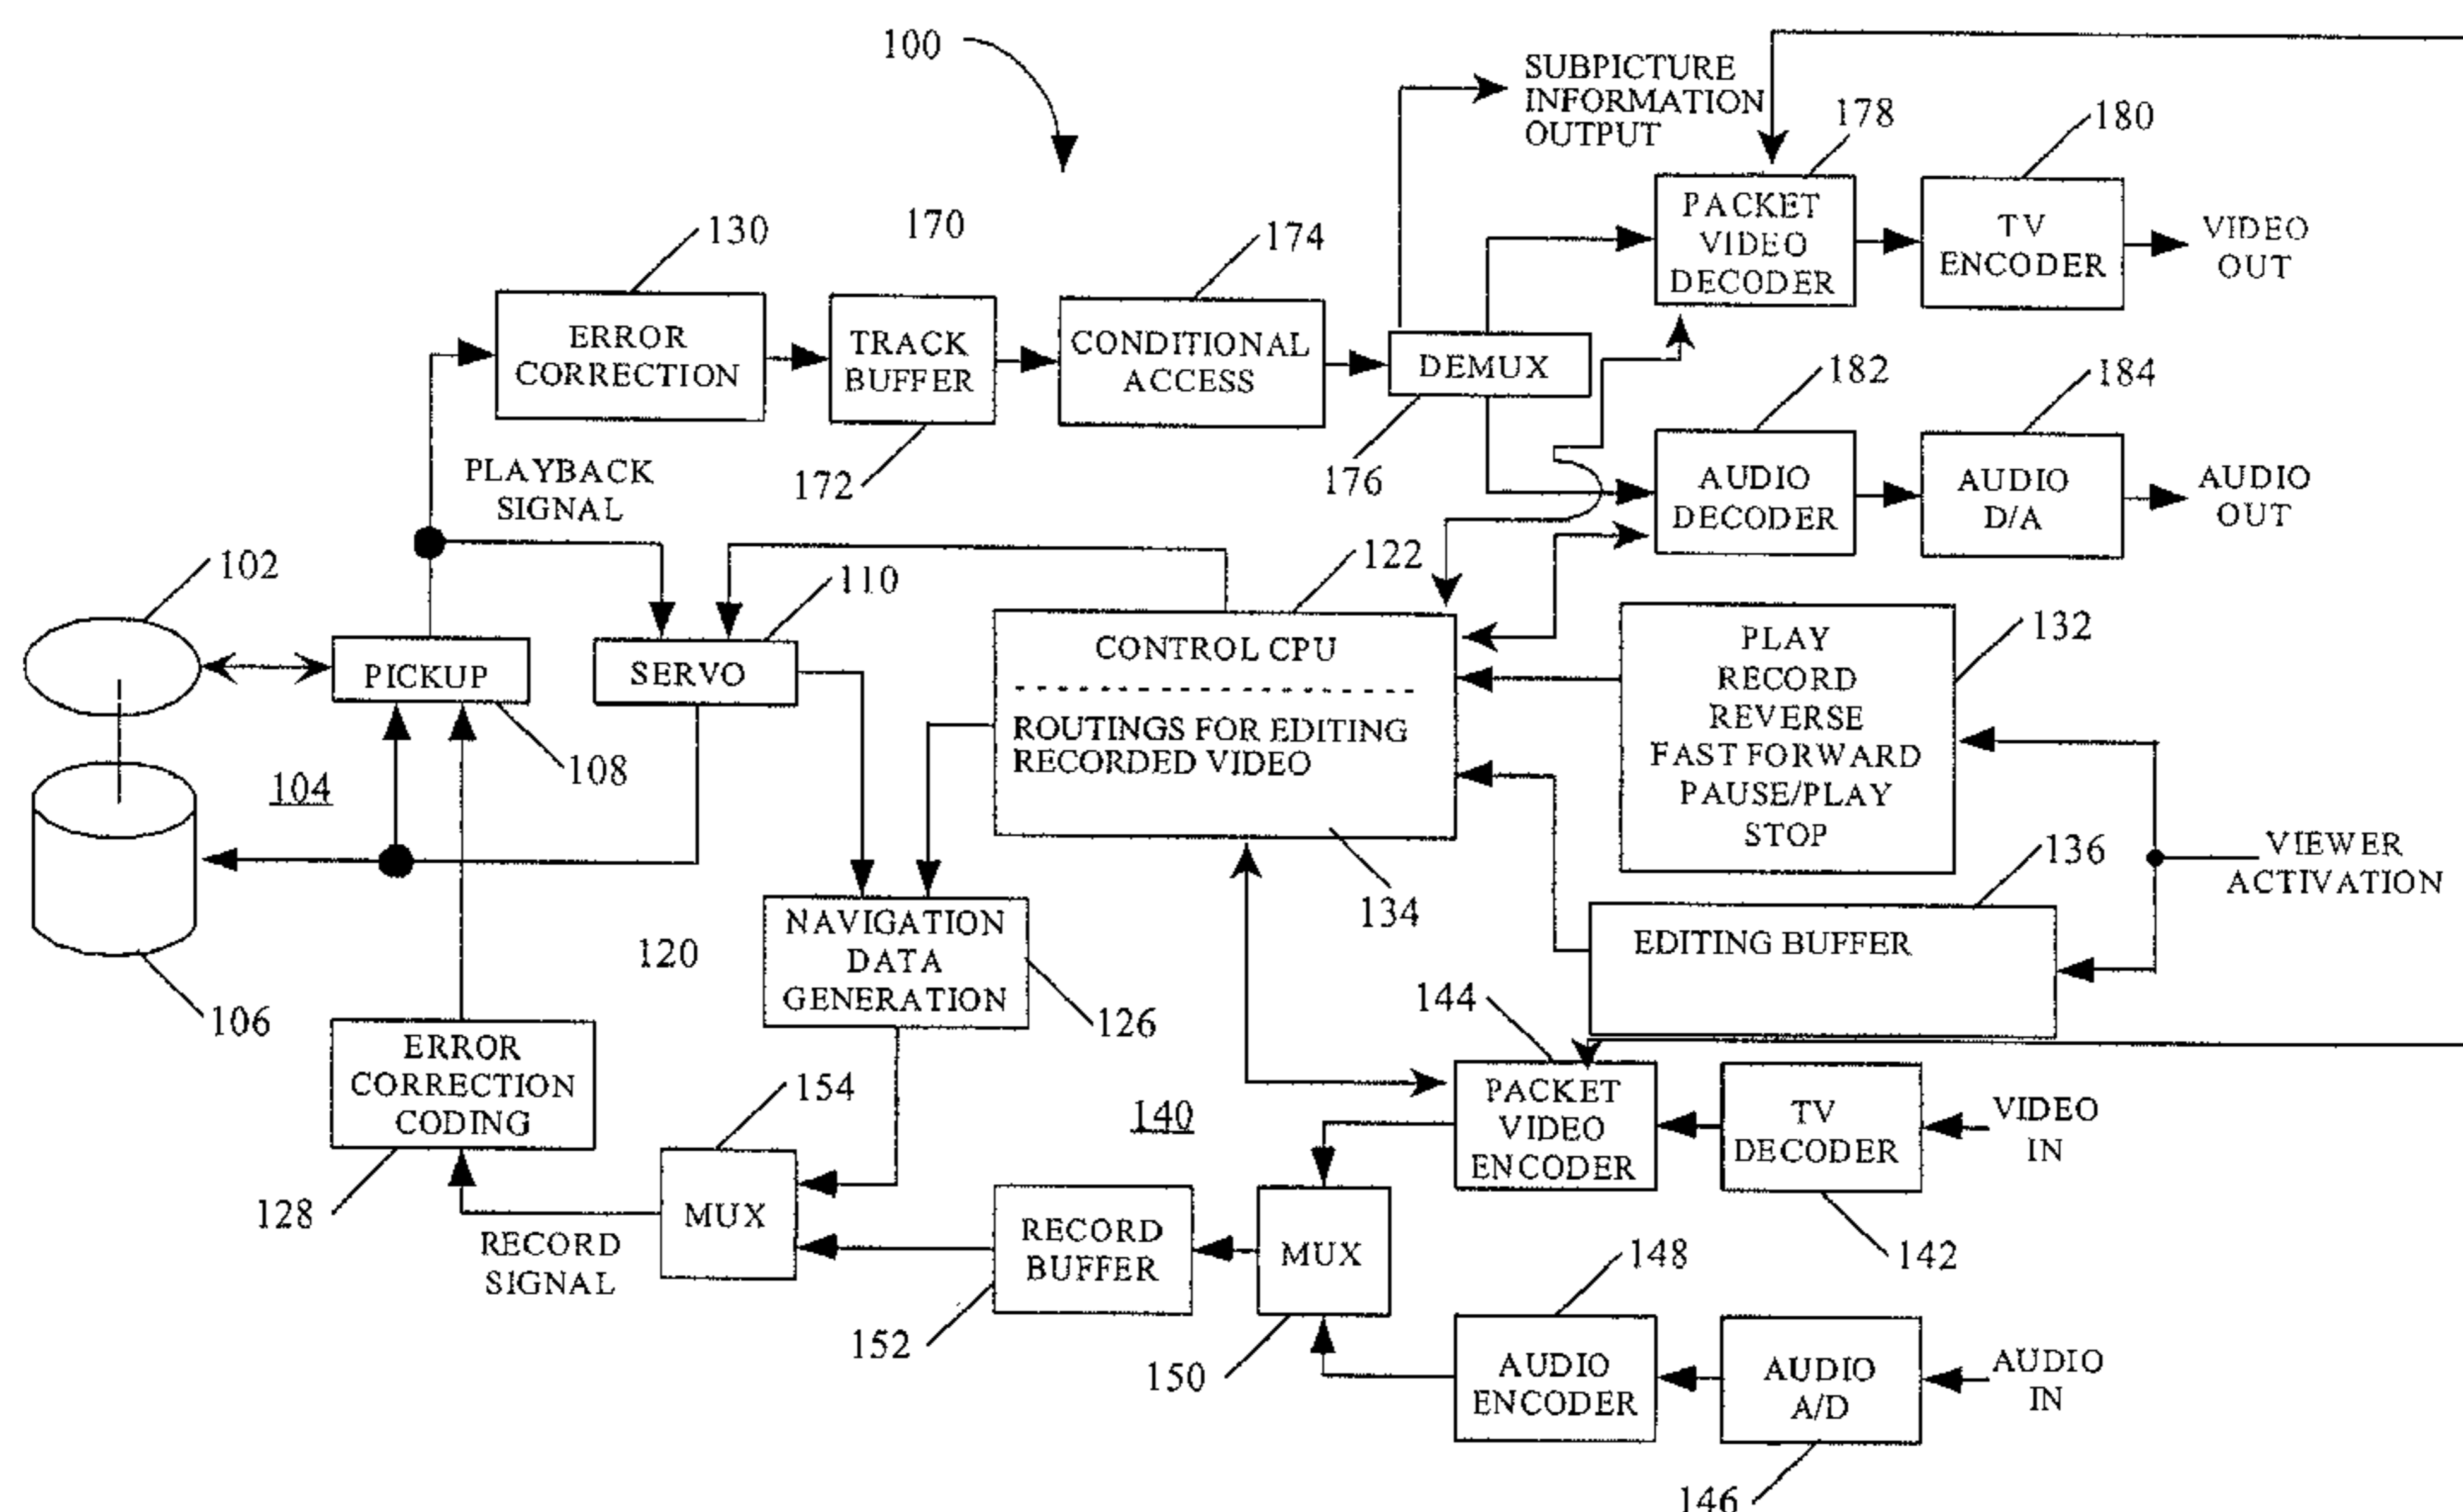 100
SUBPICTURE
INFORMATION
OUTPUT
178
180
PACKET
VIDEO
DECODER
TV
ENCODER
VIDEO
OUT
130
170
174
ERROR
CORRECTION
TRACK
BUFFER
CONDITIONAL
ACCESS
DEMUX
172
176
182
184
AUDIO
DECODER
AUDIO
D/A
AUDIO
OUT
PLAYBACK
SIGNAL
102
110
122
PICKUP
SERVO
CONTROL CPU
ROUTINGS FOR EDITING
RECORDED VIDEO
132
PLAY
RECORD
REVERSE
FAST FORWARD
PAUSE/PLAY
STOP
104
108
106
134
136
VIEWER
ACTIVATION
EDITING BUFFER
120
NAVIGATION
DATA
GENERATION
126
144
ERROR
CORRECTION
CODING
128
154
140
PACKET
VIDEO
ENCODER
TV
DECODER
VIDEO
IN
142
MUX
RECORD
SIGNAL
RECORD
BUFFER
152
MUX
150
148
AUDIO
ENCODER
AUDIO
A/D
AUDIO
IN
146